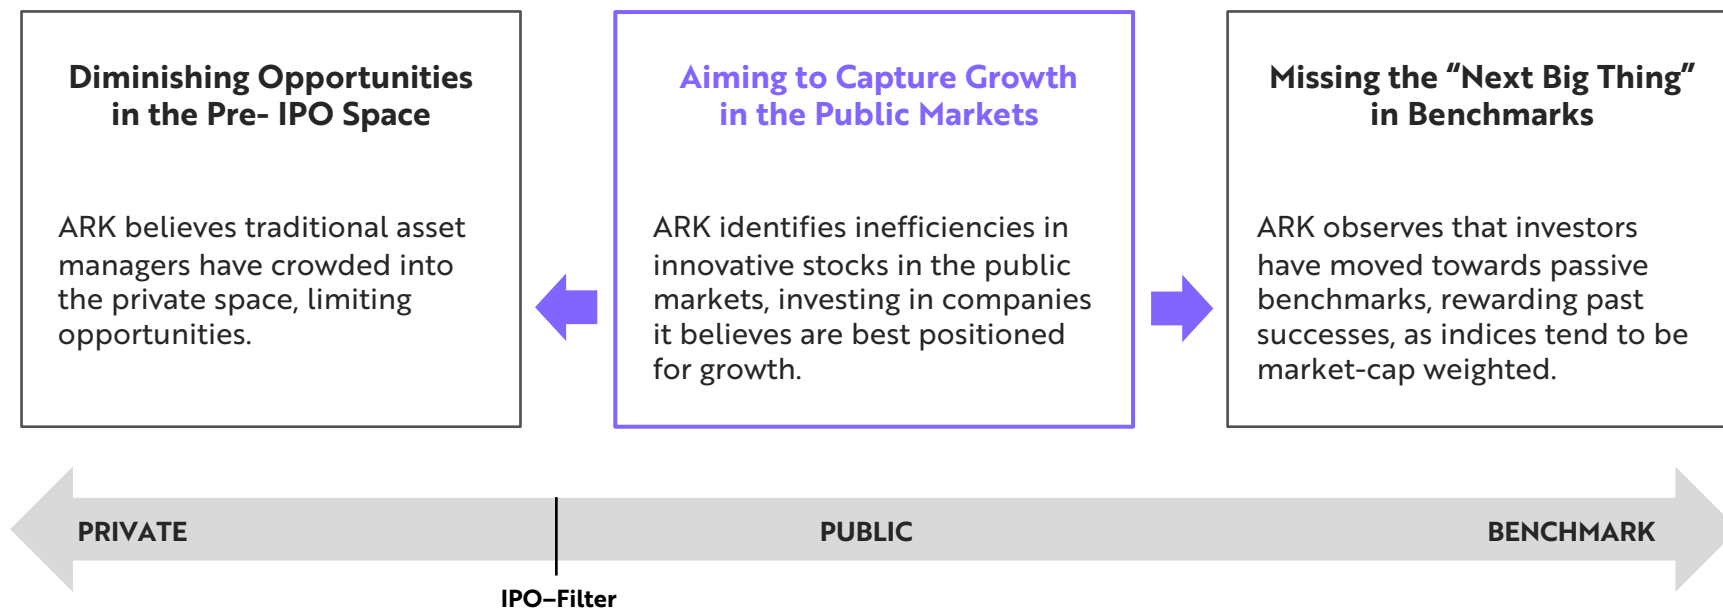 Diminishing Opportunities
in the Pre- IPO Space
ARK believes traditional asset
managers have crowded into
the private space, limiting
opportunities.
Aiming to Capture Growth
in the Public Markets
ARK identifies inefficiencies in
innovative stocks in the public
markets, investing in companies
it believes are best positioned
for growth.
Missing the “Next Big Thing”
in Benchmarks
ARK observes that investors
have moved towards passive
benchmarks, rewarding past
successes, as indices tend to be
market-cap weighted.
PRIVATE
PUBLIC
BENCHMARK
IPO–Filter